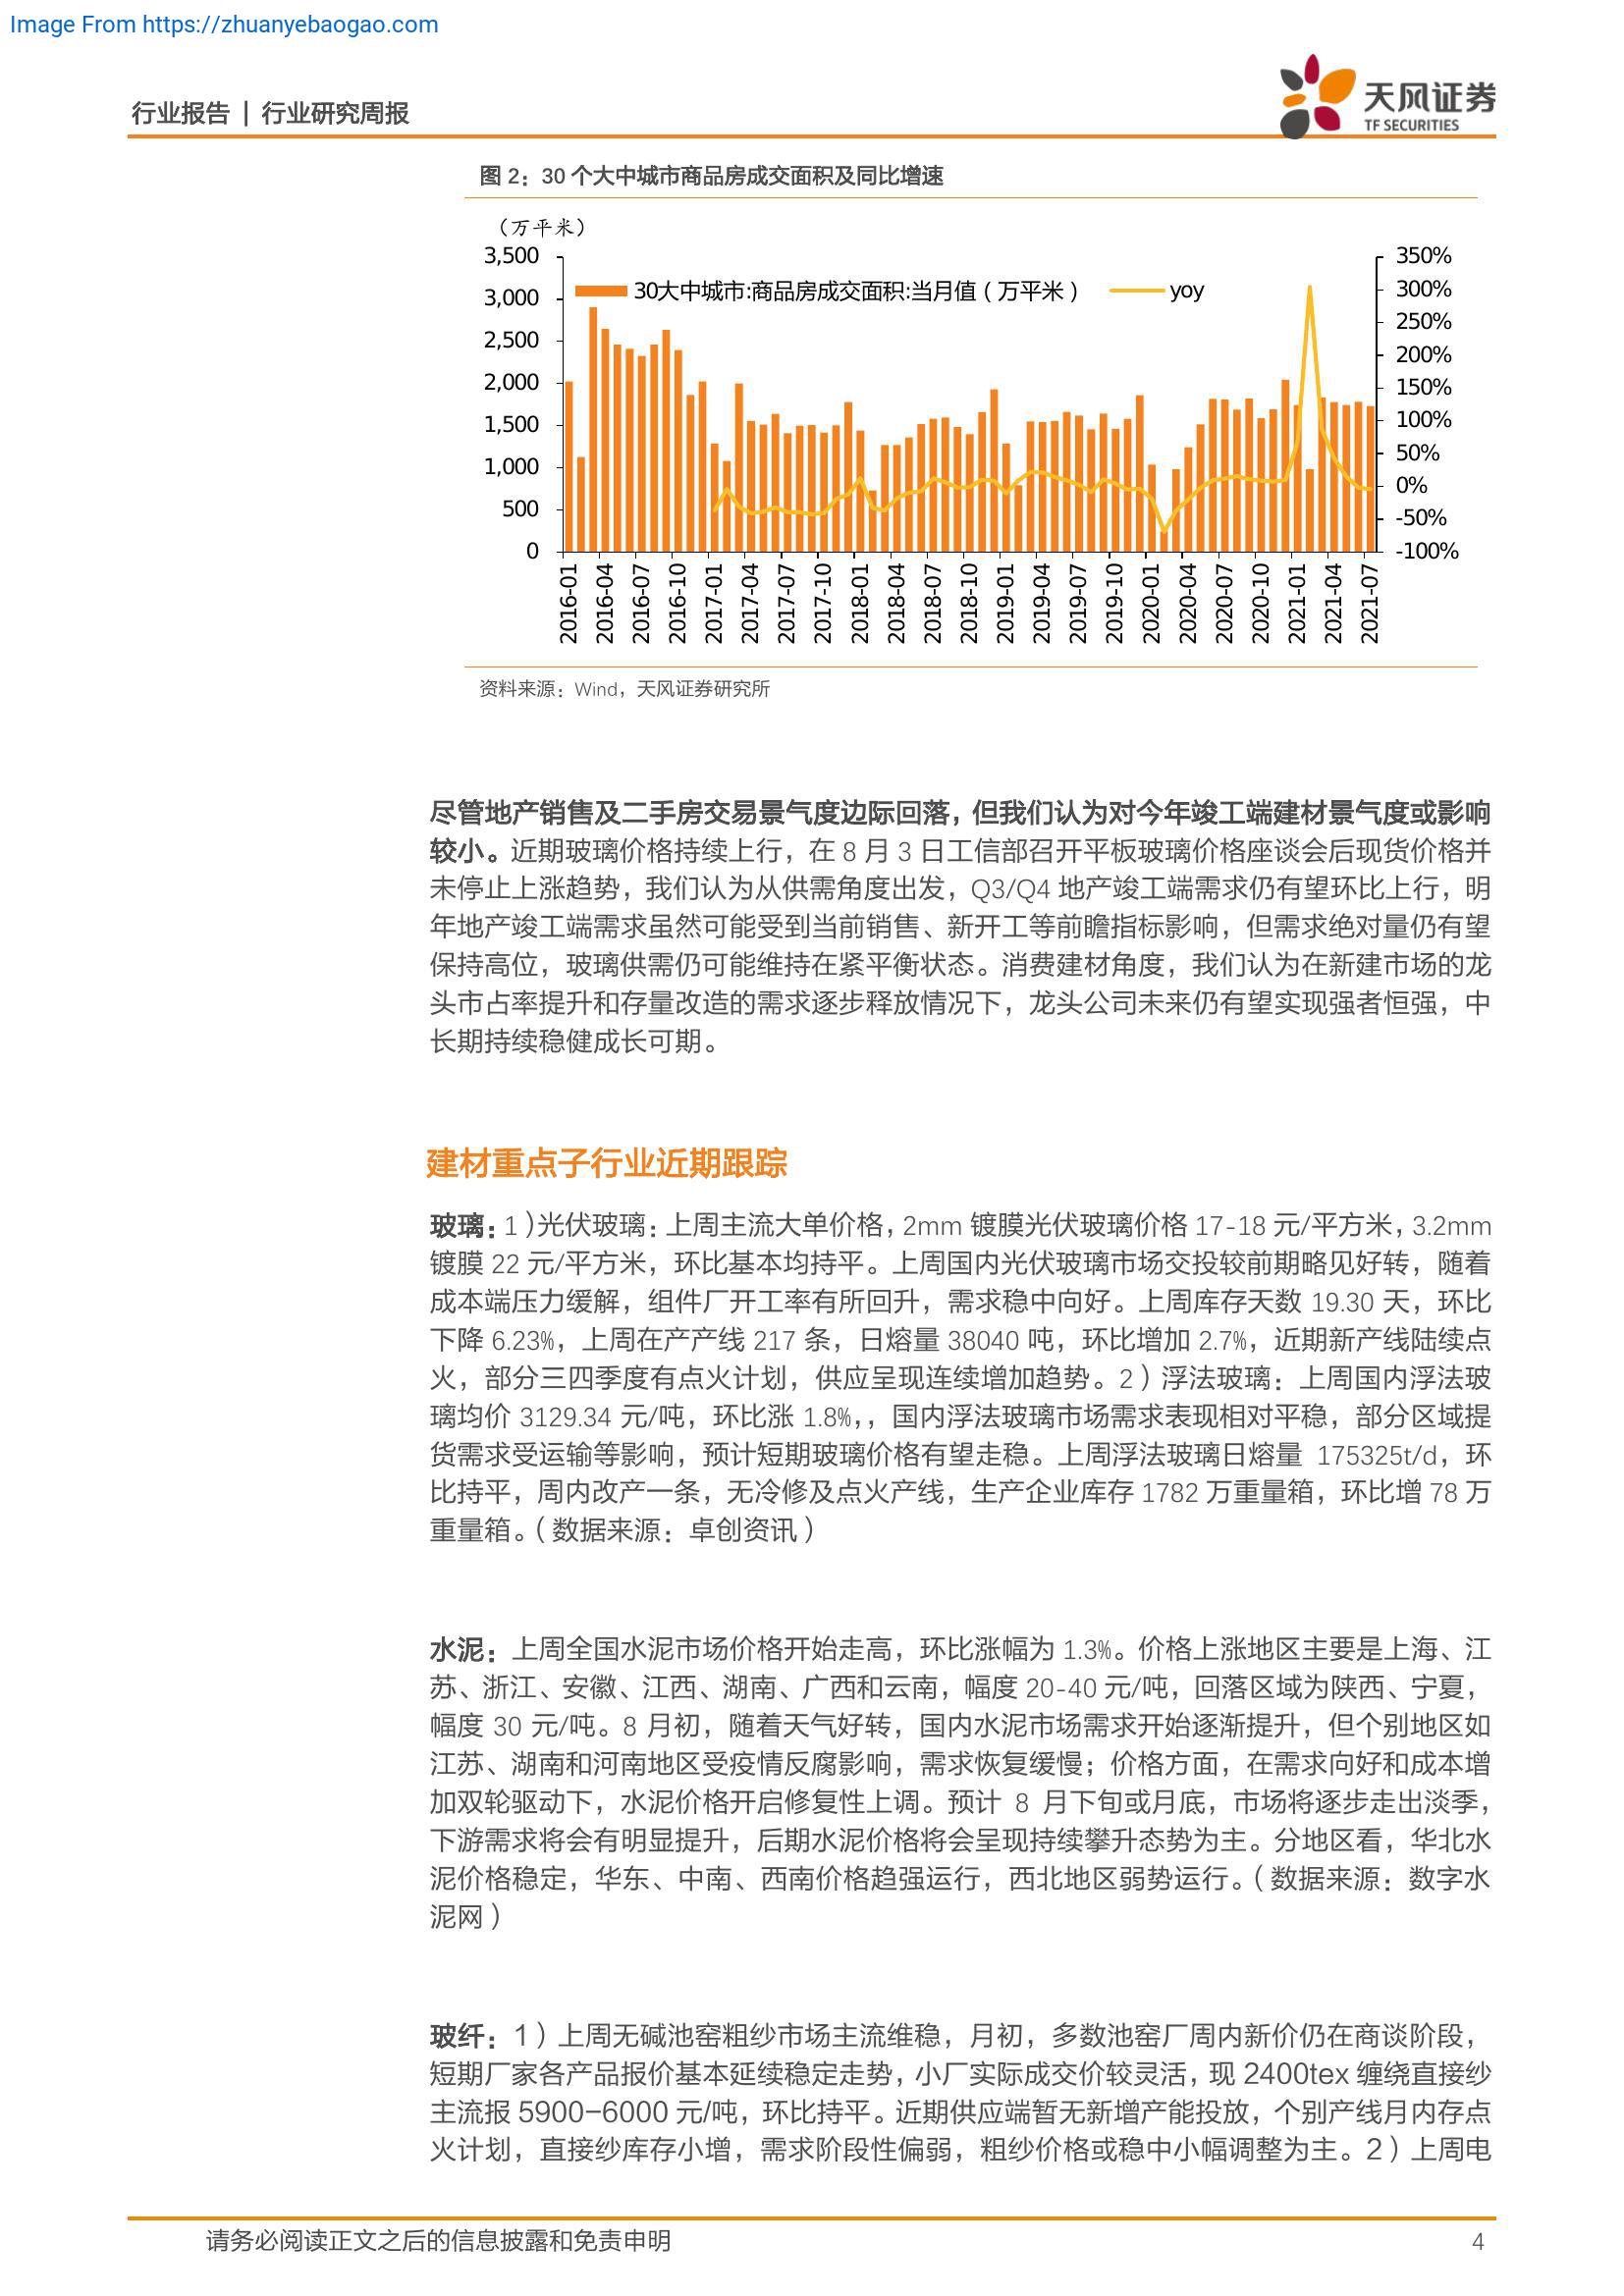 Image From https://zhuanyebaogao.com
行业报告 | 行业研究周报
天风证券
TF SECURITIES
图 2：30 个大中城市商品房成交面积及同比增速
（万平米）
3,500
3,000
2,500
2,000
1,500
1,000
500
0
30大中城市:商品房成交面积:当月值（万平米）
yoy
350%
300%
250%
200%
150%
100%
50%
0%
-50%
-100%
2016-01
2016-04
2016-07
2016-10
2017-01
2017-04
2017-07
2017-10
2018-01
2018-04
2018-07
2018-10
2019-01
2019-04
2019-07
2019-10
2020-01
2020-04
2020-07
2020-10
2021-01
2021-04
2021-07
资料来源：Wind，天风证券研究所
尽管地产销售及二手房交易景气度边际回落，但我们认为对今年竣工端建材景气度或影响
较小。近期玻璃价格持续上行，在 8 月 3 日工信部召开平板玻璃价格座谈会后现货价格并
未停止上涨趋势，我们认为从供需角度出发，Q3/Q4 地产竣工端需求仍有望环比上行，明
年地产竣工端需求虽然可能受到当前销售、新开工等前瞻指标影响，但需求绝对量仍有望
保持高位，玻璃供需仍可能维持在紧平衡状态。消费建材角度，我们认为在新建市场的龙
头市占率提升和存量改造的需求逐步释放情况下，龙头公司未来仍有望实现强者恒强，中
长期持续稳健成长可期。
建材重点子行业近期跟踪
玻璃：1）光伏玻璃：上周主流大单价格，2mm 镀膜光伏玻璃价格 17-18 元/平方米，3.2mm
镀膜 22 元/平方米，环比基本均持平。上周国内光伏玻璃市场交投较前期略见好转，随着
成本端压力缓解，组件厂开工率有所回升，需求稳中向好。上周库存天数 19.30 天，环比
下降 6.23%，上周在产产线 217 条，日熔量 38040 吨，环比增加 2.7%，近期新产线陆续点
火，部分三四季度有点火计划，供应呈现连续增加趋势。2）浮法玻璃：上周国内浮法玻
璃均价 3129.34 元/吨，环比涨 1.8%，，国内浮法玻璃市场需求表现相对平稳，部分区域提
货需求受运输等影响，预计短期玻璃价格有望走稳。上周浮法玻璃日熔量 175325t/d，环
比持平，周内改产一条，无冷修及点火产线，生产企业库存 1782 万重量箱，环比增 78 万
重量箱。（数据来源：卓创资讯）
水泥：上周全国水泥市场价格开始走高，环比涨幅为 1.3%。价格上涨地区主要是上海、江
苏、浙江、安徽、江西、湖南、广西和云南，幅度 20-40 元/吨，回落区域为陕西、宁夏，
幅度 30 元/吨。8 月初，随着天气好转，国内水泥市场需求开始逐渐提升，但个别地区如
江苏、湖南和河南地区受疫情反腐影响，需求恢复缓慢；价格方面，在需求向好和成本增
加双轮驱动下，水泥价格开启修复性上调。预计 8 月下旬或月底，市场将逐步走出淡季，
下游需求将会有明显提升，后期水泥价格将会呈现持续攀升态势为主。分地区看，华北水
泥价格稳定，华东、中南、西南价格趋强运行，西北地区弱势运行。（数据来源：数字水
泥网）
玻纤：1）上周无碱池窑粗纱市场主流维稳，月初，多数池窑厂周内新价仍在商谈阶段，
短期厂家各产品报价基本延续稳定走势，小厂实际成交价较灵活，现 2400tex 缠绕直接纱
主流报 5900-6000 元/吨，环比持平。近期供应端暂无新增产能投放，个别产线月内存点
火计划，直接纱库存小增，需求阶段性偏弱，粗纱价格或稳中小幅调整为主。2）上周电
请务必阅读正文之后的信息披露和免责申明
4